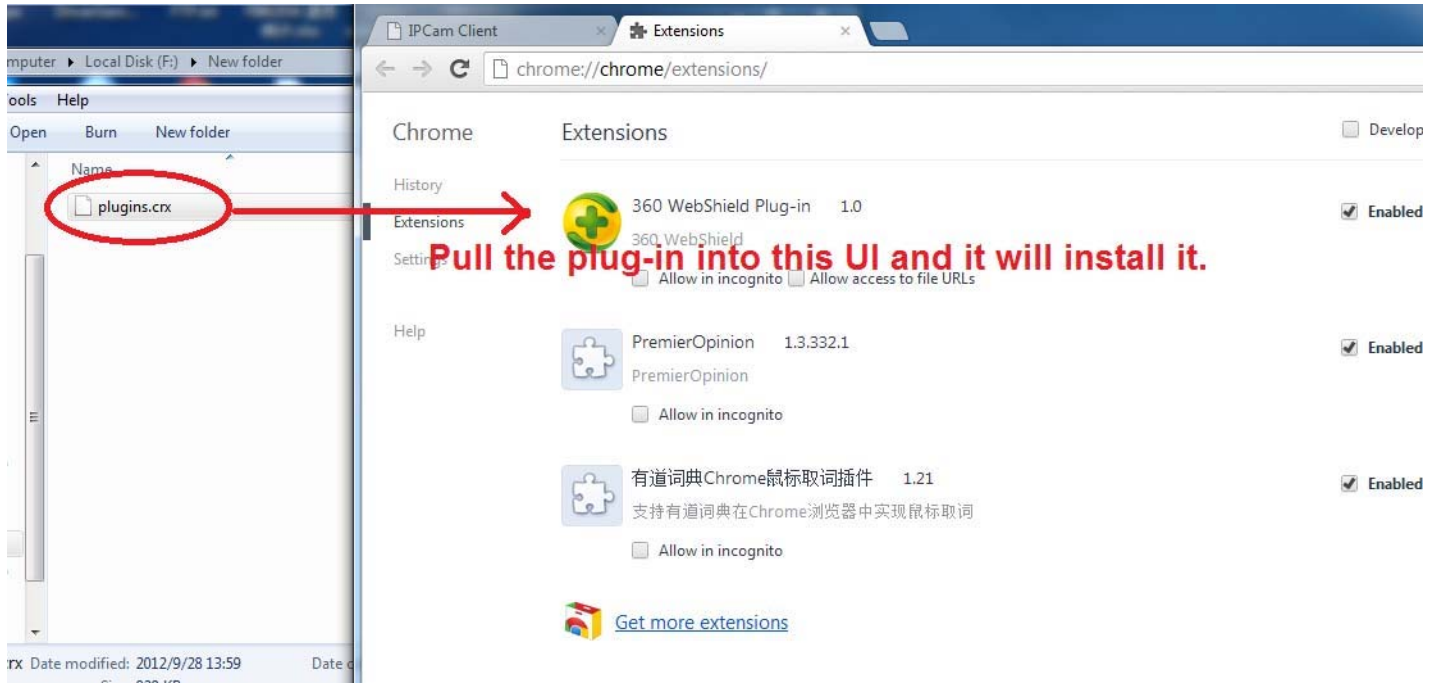 IPCam Client
Extensions
mputer ▸ Local Disk (F:) ▸ New folder
chrome://chrome/extensions/
ools Help
Open Burn New folder
Name
plugins.crx
Chrome
History
Extensions
Settings
Help
Extensions
Develop
360 WebShield Plug-in 1.0
Enabled
360 WebShield
Pull the plug-in into this UI and it will install it.
Allow in incognito Allow access to file URLs
PremierOpinion 1.3.332.1
Enabled
PremierOpinion
Allow in incognito
有道词典Chrome鼠标取词插件 1.21
Enabled
支持有道词典在Chrome浏览器中实现鼠标取词
Allow in incognito
Get more extensions
rx Date modified: 2012/9/28 13:59 Date c